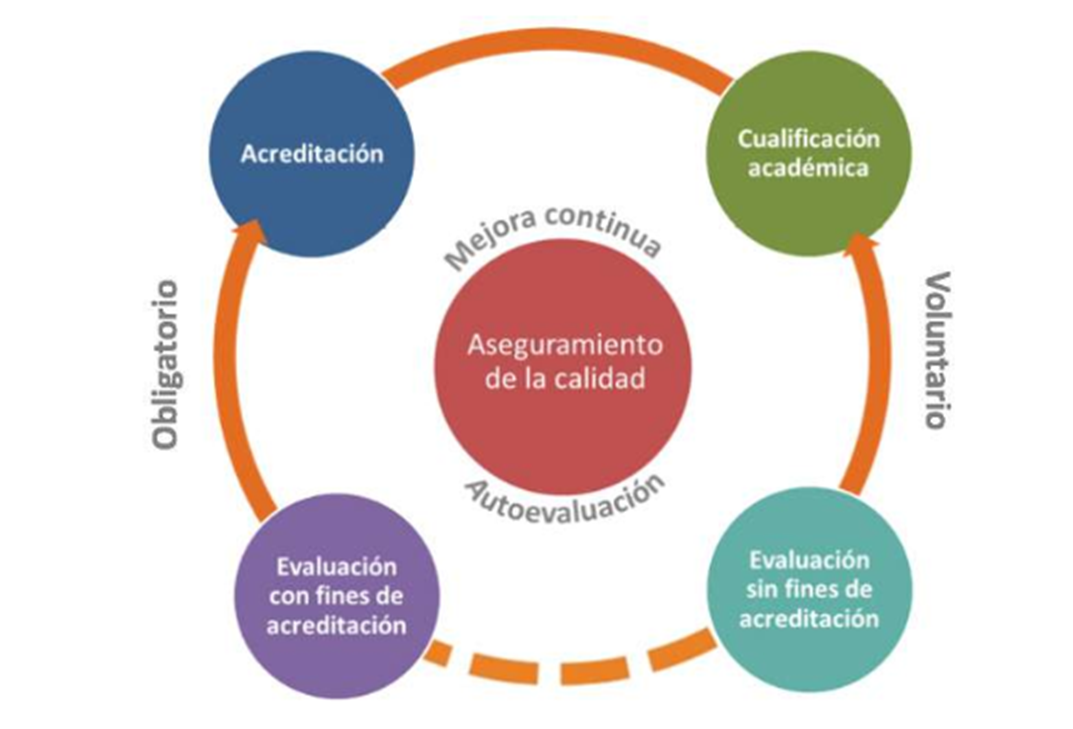 Acreditación
Cualificación
académica
Mejora continua
Obligatorio
Aseguramiento
de la calidad
Voluntario
Autoevaluación
Evaluación
con fines de
acreditación
Evaluación
sin fines de
acreditación